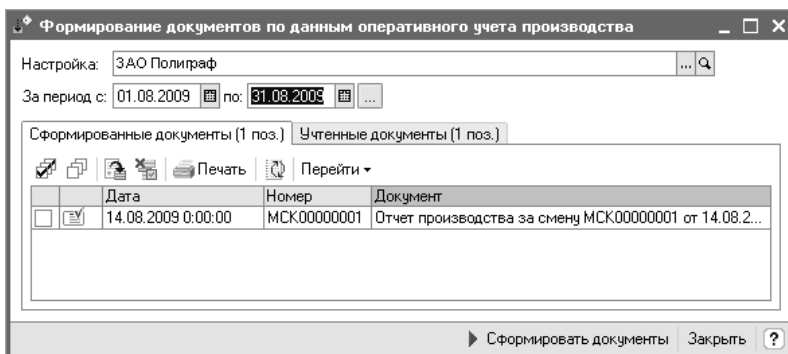 Формирование документов по данным оперативного учета производства
Настройка: ЗАО Полиграф ...
За период с: 01.08.2009 по: 31.08.2009 ...
Сформированные документы (1 поз.) Учтенные документы (1 поз.)
Печать Перейти
Дата Номер Документ
14.08.2009 0:00:00 МСК00000001 Отчет производства за смену МСК00000001 от 14.08.2...
Сформировать документы Закрыть ?